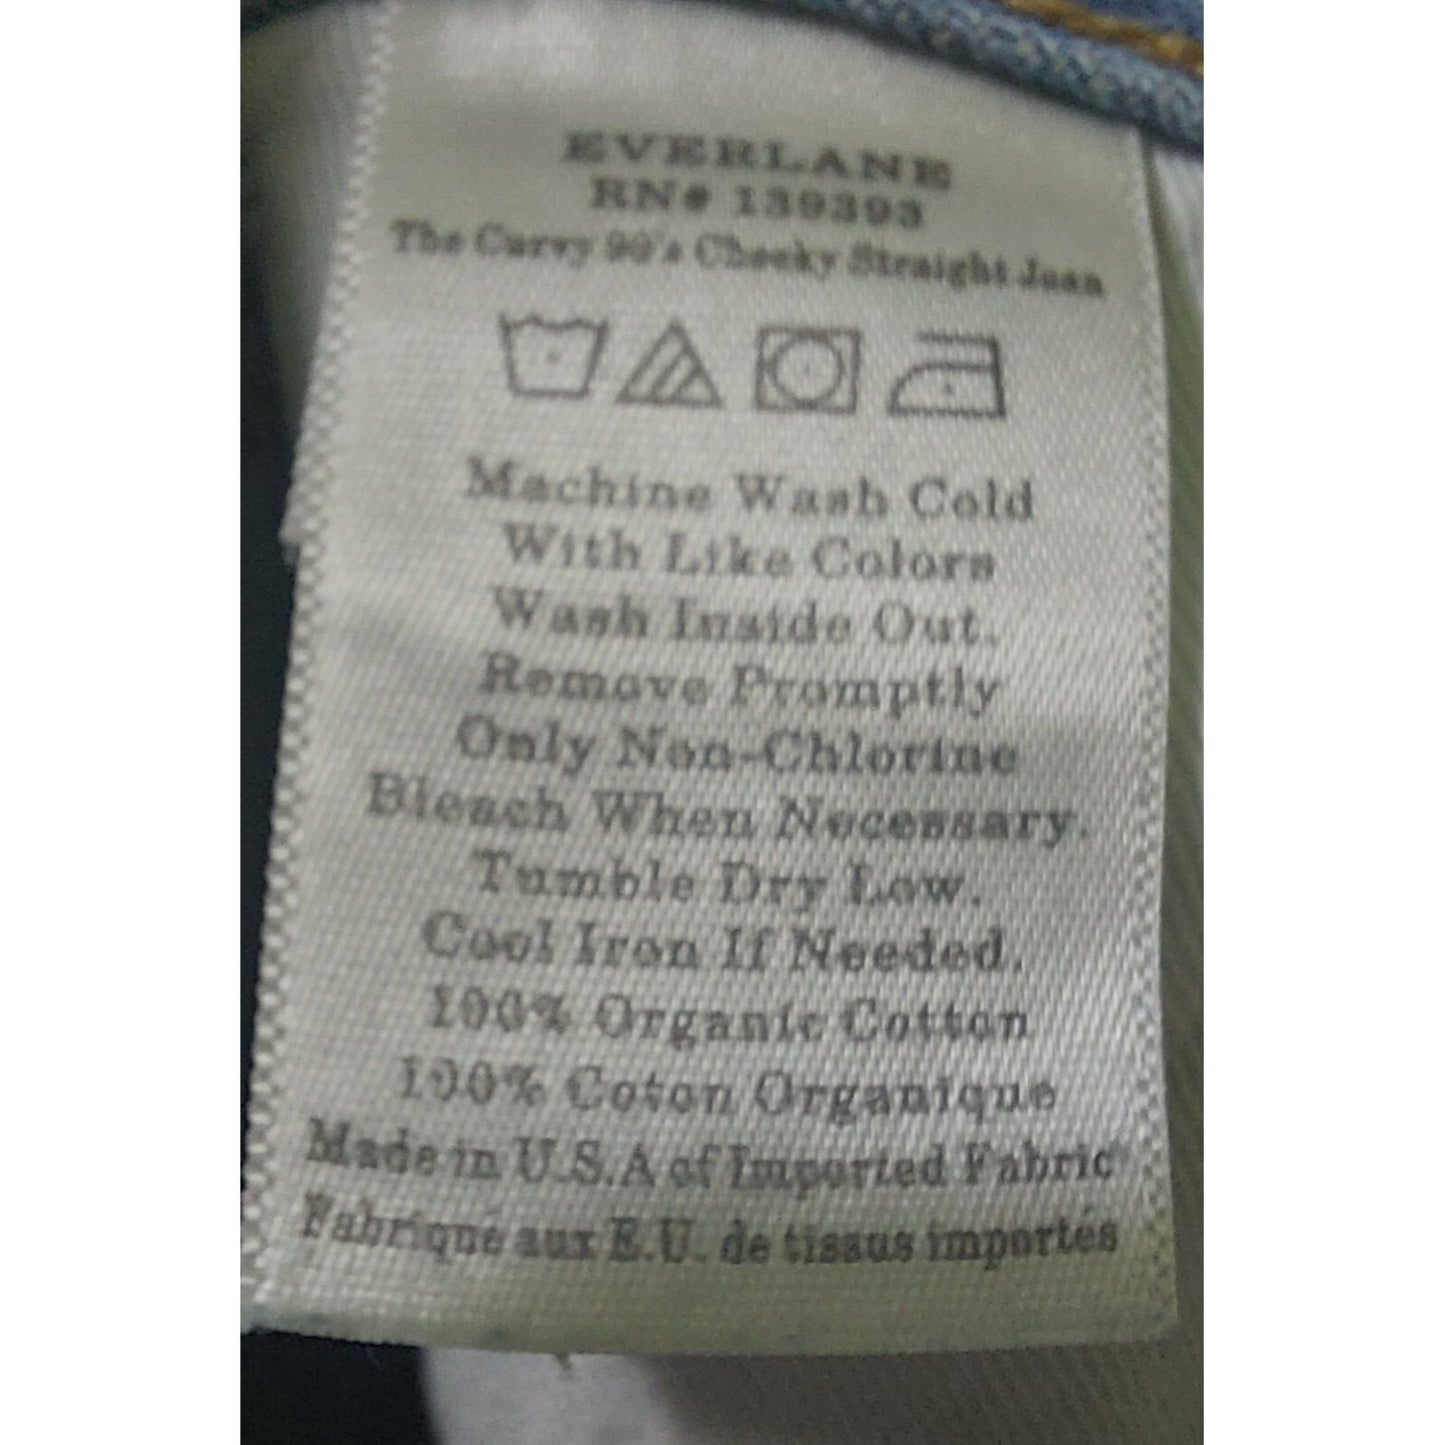 EVERLANE
RN# 139393
The Curvy 90's Cheeky Straight Jean
Machine Wash Cold
With Like Colors
Wash Inside Out.
Remove Promptly
Only Non-Chlorine
Bleach When Necessary.
Tumble Dry Low.
Cool Iron If Needed.
100% Organic Cotton
100% Coton Organique
Made in U.S.A of Imported Fabric
Fabriqué aux E.U. de tissus importés